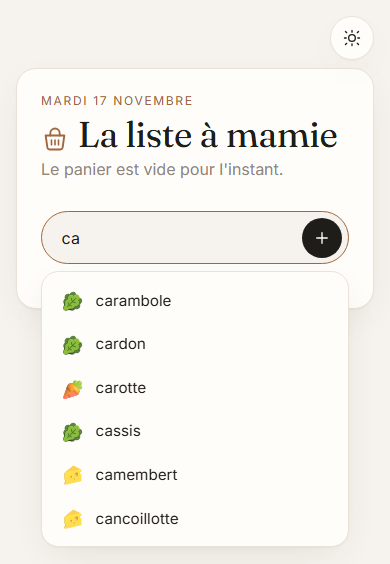 MARDI 17 NOVEMBRE
La liste à mamie
Le panier est vide pour l'instant.
ca
carambole
cardon
carotte
cassis
camembert
cancoillotte